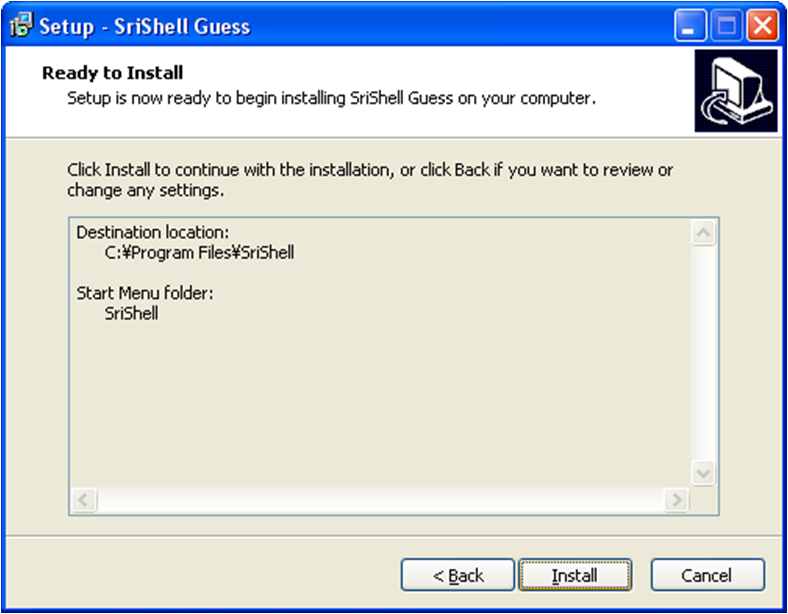 Setup - SriShell Guess
Ready to Install
Setup is now ready to begin installing SriShell Guess on your computer.
Click Install to continue with the installation, or click Back if you want to review or
change any settings.
Destination location:
C:¥Program Files¥SriShell
Start Menu folder:
SriShell
< Back
Install
Cancel